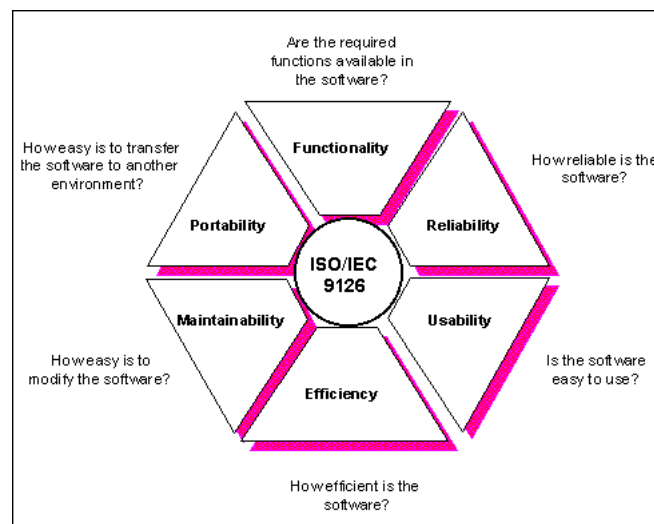 Are the required
functions available in
the software?
Functionality
How easy is to transfer
the software to another
environment?
Portability
How reliable is the
software?
Reliability
ISO/IEC
9126
Maintainability
How easy is to
modify the software?
Usability
Is the software
easy to use?
Efficiency
How efficient is the
software?